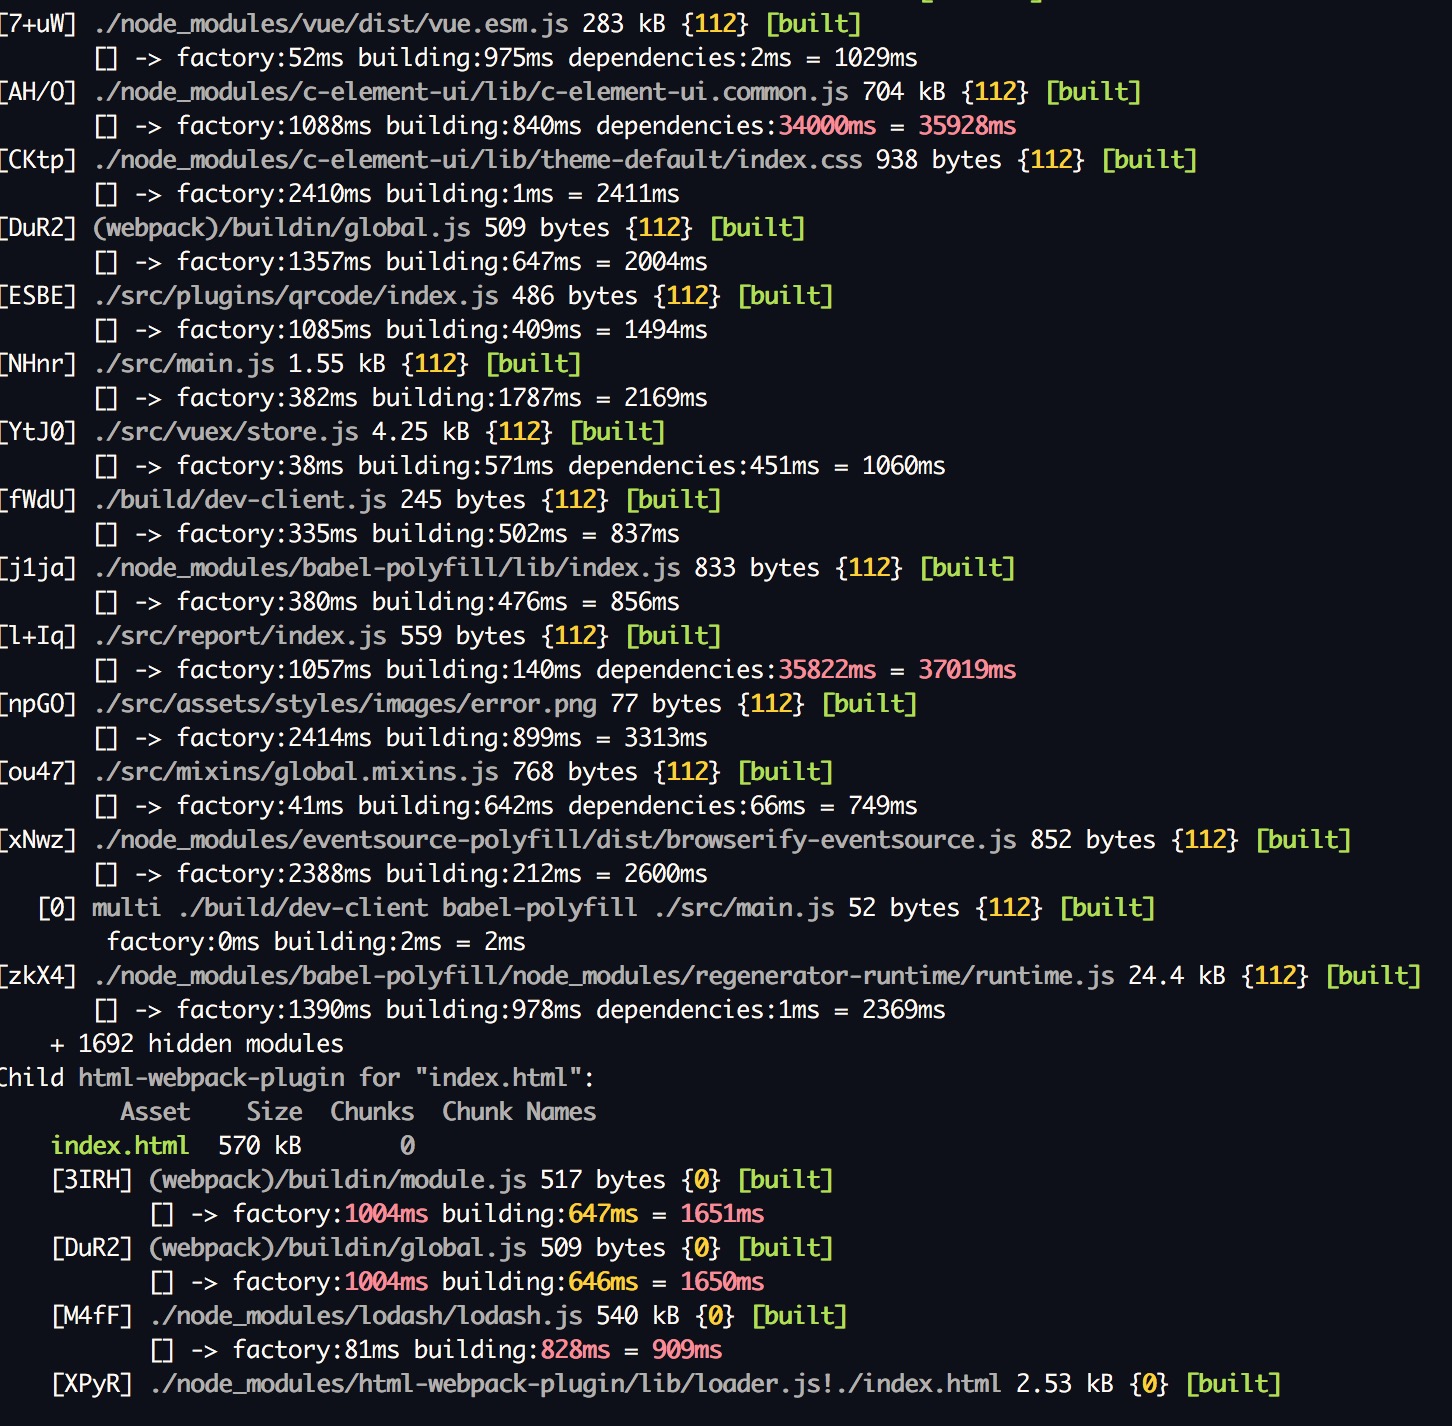 [7+uW] ./node_modules/vue/dist/vue.esm.js 283 kB {112} [built]
[] -> factory:52ms building:975ms dependencies:2ms = 1029ms
[AH/O] ./node_modules/c-element-ui/lib/c-element-ui.common.js 704 kB {112} [built]
[] -> factory:1088ms building:840ms dependencies:34000ms = 35928ms
[CKtp] ./node_modules/c-element-ui/lib/theme-default/index.css 938 bytes {112} [built]
[] -> factory:2410ms building:1ms = 2411ms
[DuR2] (webpack)/buildin/global.js 509 bytes {112} [built]
[] -> factory:1357ms building:647ms = 2004ms
[ESBE] ./src/plugins/qrcode/index.js 486 bytes {112} [built]
[] -> factory:1085ms building:409ms = 1494ms
[NHnr] ./src/main.js 1.55 kB {112} [built]
[] -> factory:382ms building:1787ms = 2169ms
[YtJ0] ./src/vuex/store.js 4.25 kB {112} [built]
[] -> factory:38ms building:571ms dependencies:451ms = 1060ms
[fWdU] ./build/dev-client.js 245 bytes {112} [built]
[] -> factory:335ms building:502ms = 837ms
[j1ja] ./node_modules/babel-polyfill/lib/index.js 833 bytes {112} [built]
[] -> factory:380ms building:476ms = 856ms
[l+Iq] ./src/report/index.js 559 bytes {112} [built]
[] -> factory:1057ms building:140ms dependencies:35822ms = 37019ms
[npGO] ./src/assets/styles/images/error.png 77 bytes {112} [built]
[] -> factory:2414ms building:899ms = 3313ms
[ou47] ./src/mixins/global.mixins.js 768 bytes {112} [built]
[] -> factory:41ms building:642ms dependencies:66ms = 749ms
[xNwz] ./node_modules/eventsource-polyfill/dist/browserify-eventsource.js 852 bytes {112} [built]
[] -> factory:2388ms building:212ms = 2600ms
[0] multi ./build/dev-client babel-polyfill ./src/main.js 52 bytes {112} [built]
factory:0ms building:2ms = 2ms
[zkX4] ./node_modules/babel-polyfill/node_modules/regenerator-runtime/runtime.js 24.4 kB {112} [built]
[] -> factory:1390ms building:978ms dependencies:1ms = 2369ms
+ 1692 hidden modules
Child html-webpack-plugin for "index.html":
Asset Size Chunks Chunk Names
index.html 570 kB 0
[3IRH] (webpack)/buildin/module.js 517 bytes {0} [built]
[] -> factory:1004ms building:647ms = 1651ms
[DuR2] (webpack)/buildin/global.js 509 bytes {0} [built]
[] -> factory:1004ms building:646ms = 1650ms
[M4fF] ./node_modules/lodash/lodash.js 540 kB {0} [built]
[] -> factory:81ms building:828ms = 909ms
[XPyR] ./node_modules/html-webpack-plugin/lib/loader.js!./index.html 2.53 kB {0} [built]